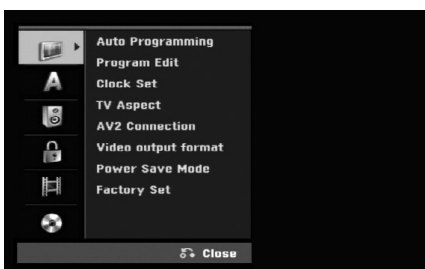 Auto Programming
Program Edit
A
Clock Set
TV Aspect
AV2 Connection
Video output format
Power Save Mode
Factory Set
Close